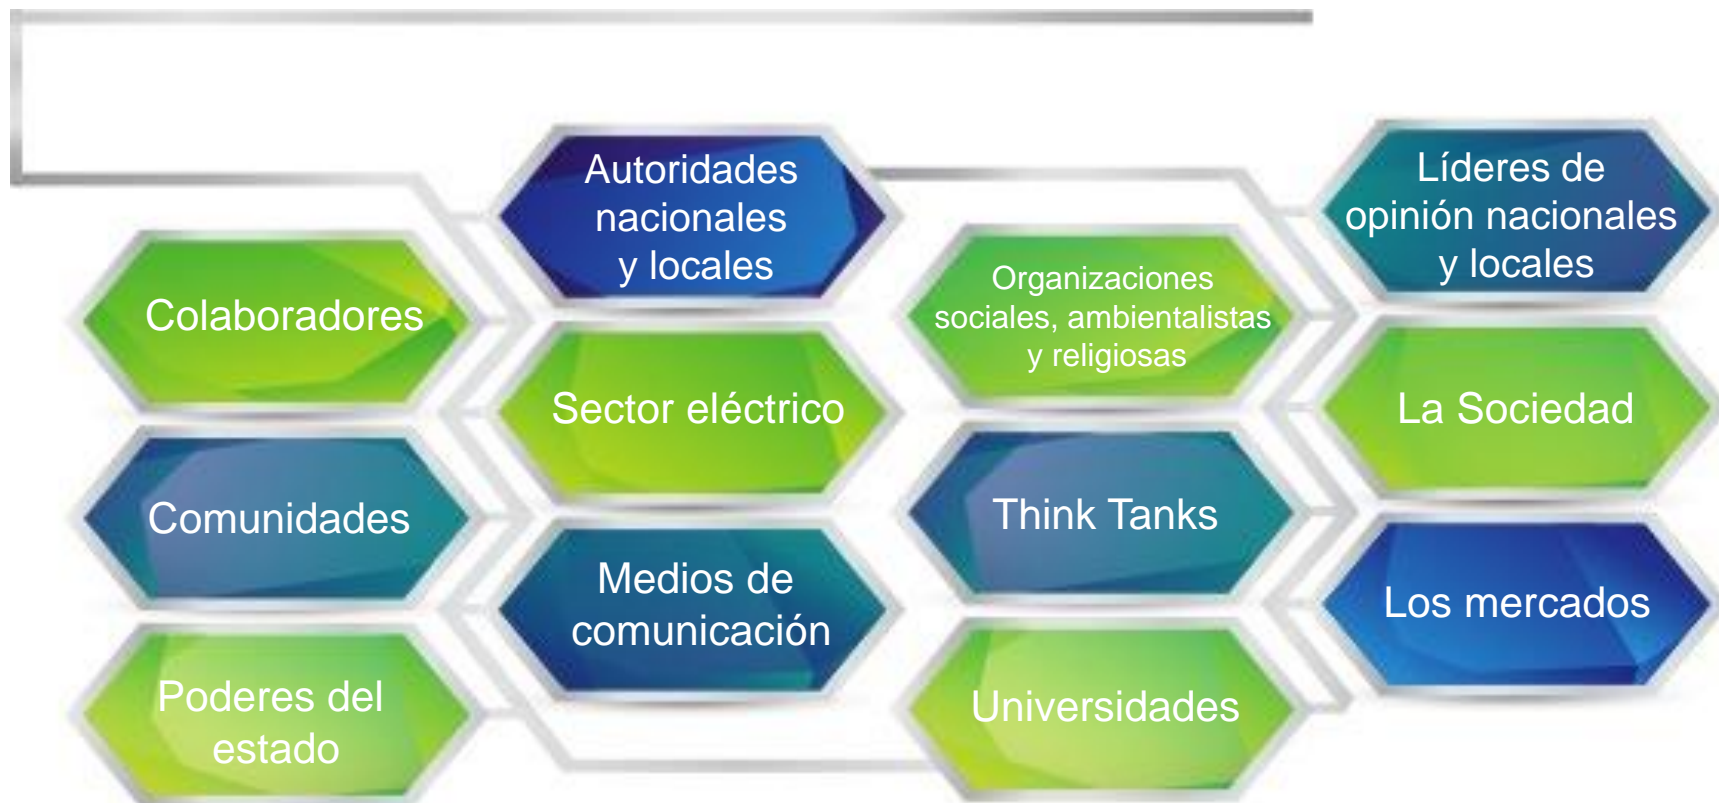 Colaboradores
Comunidades
Poderes del
estado
Autoridades
nacionales
y locales
Sector eléctrico
Medios de
comunicación
Organizaciones
sociales, ambientalistas
y religiosas
Think Tanks
Universidades
Líderes de
opinión nacionales
y locales
La Sociedad
Los mercados